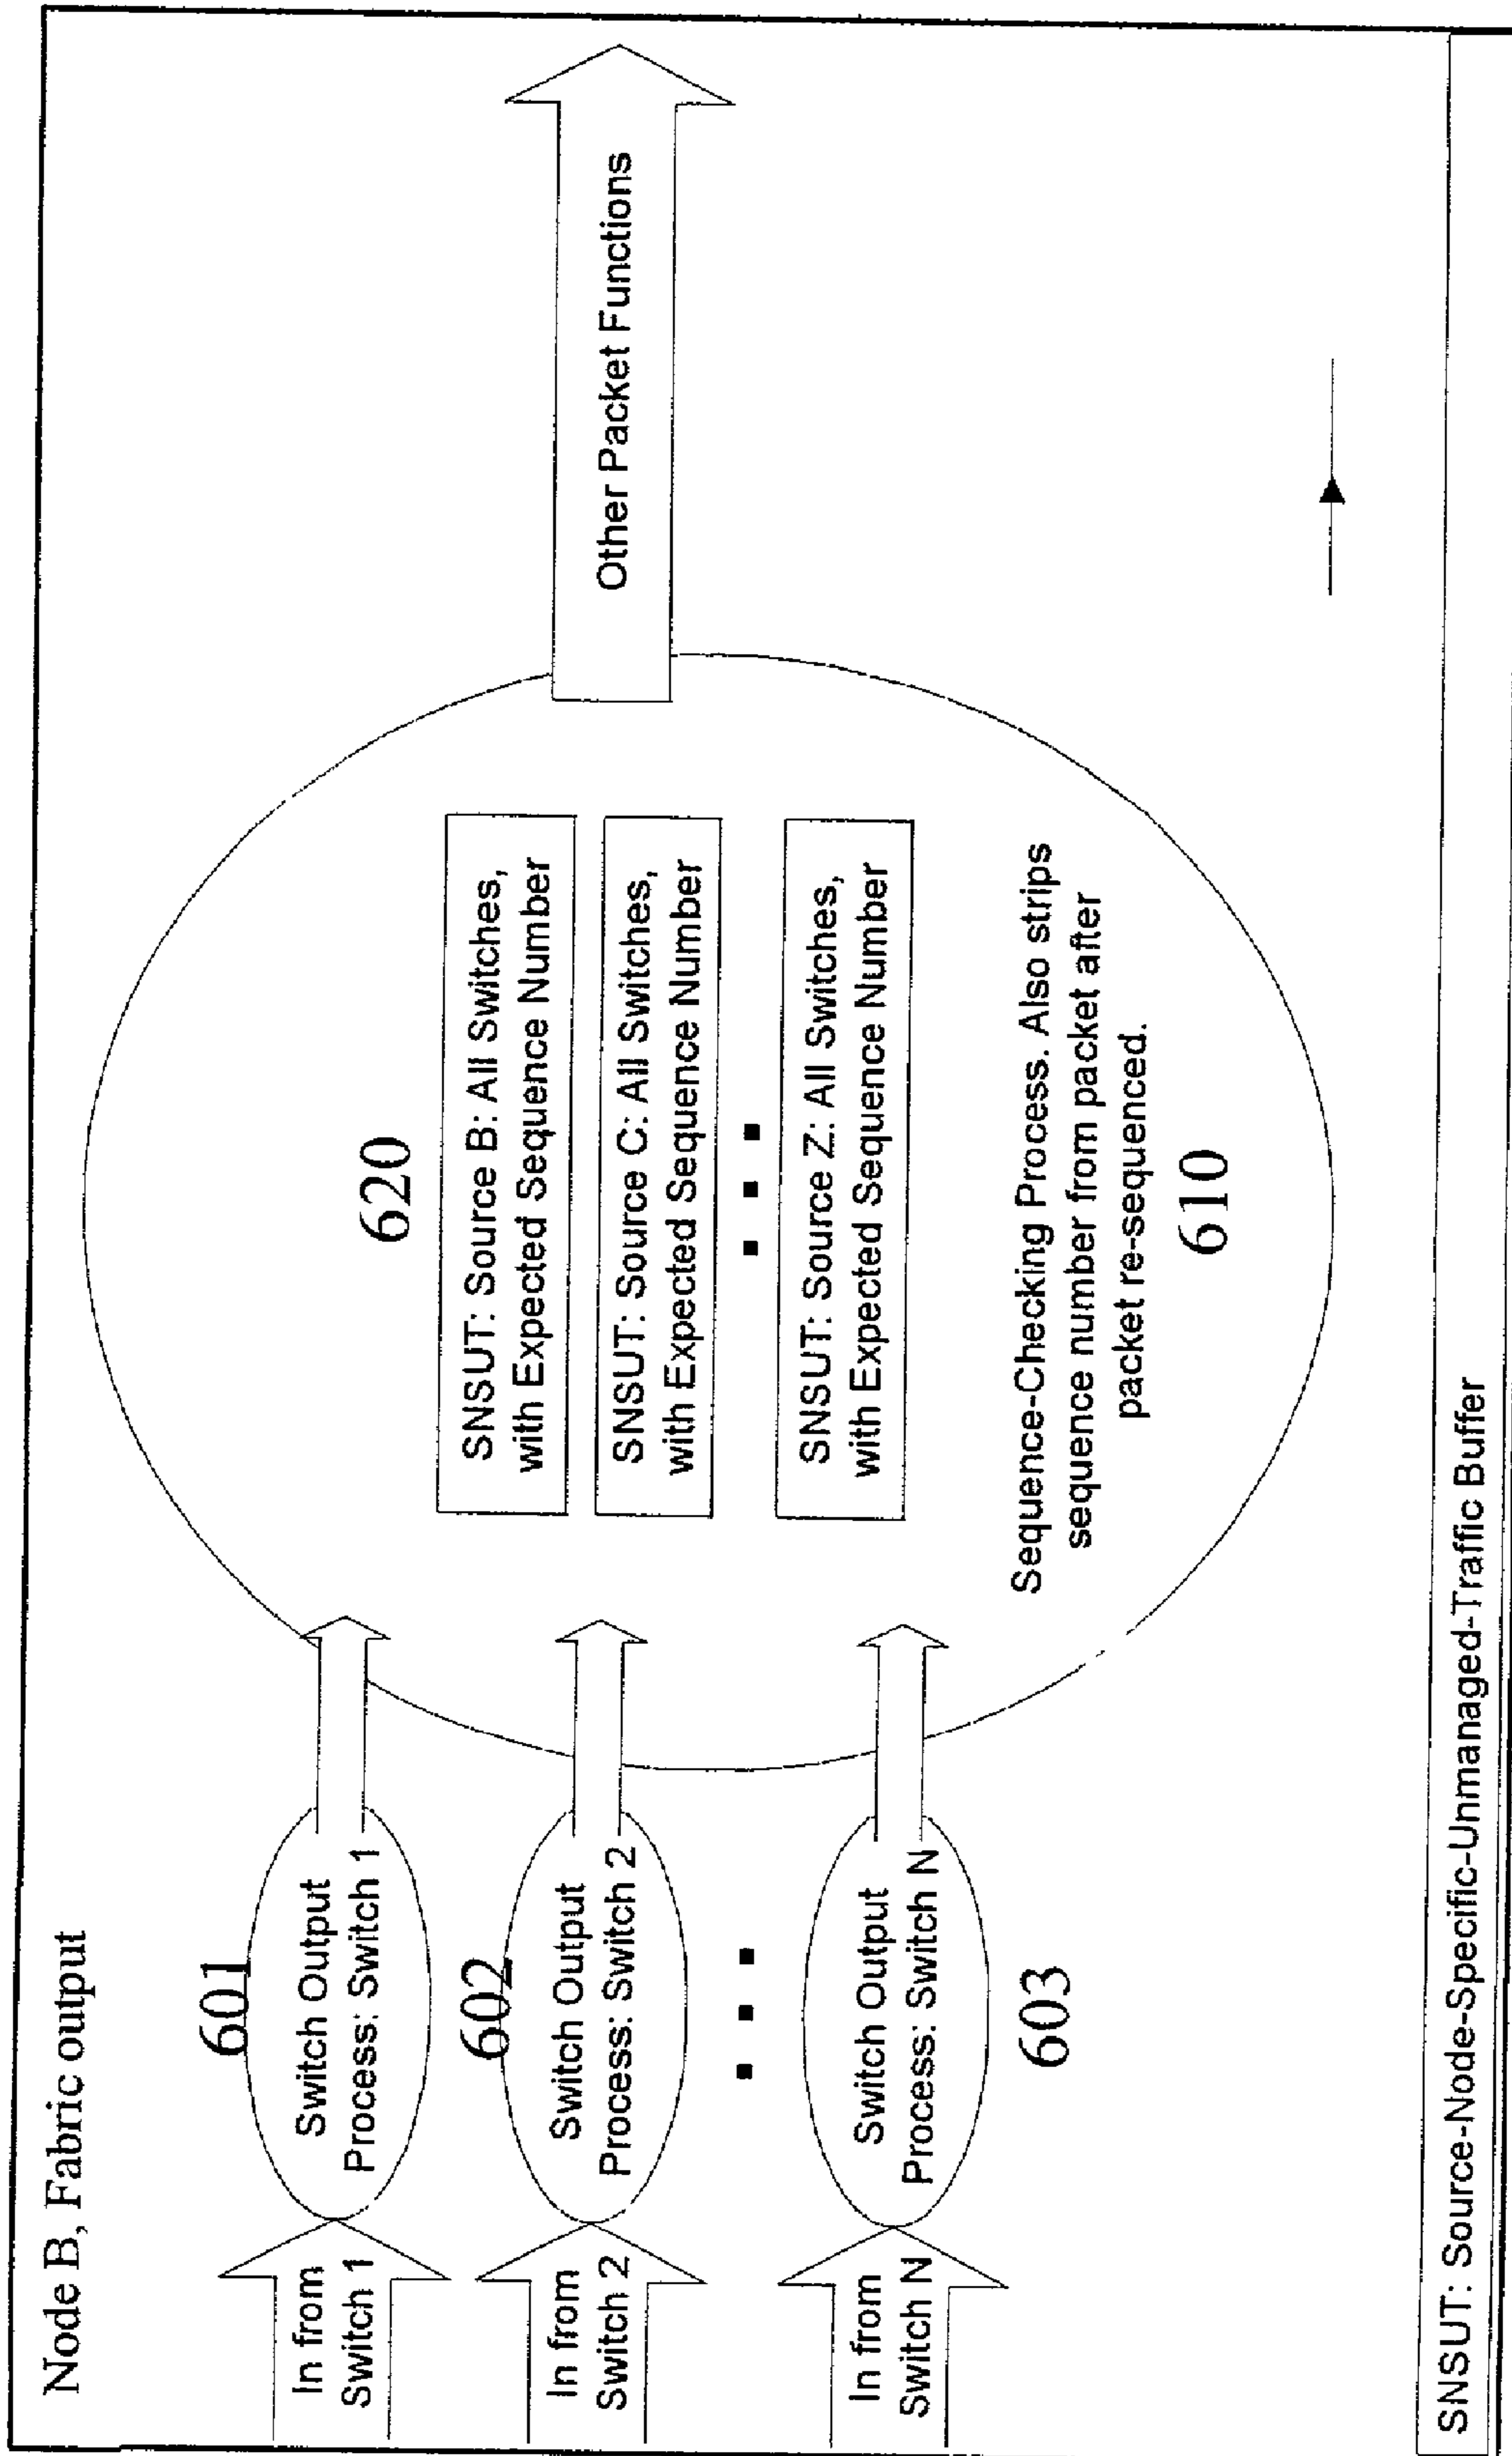 Node B, Fabric output
601
In from
Switch 1
Switch Output
Process: Switch 1
602
In from
Switch 2
Switch Output
Process: Switch 2
In from
Switch N
Switch Output
Process: Switch N
603
620
SNSUT: Source B: All Switches,
with Expected Sequence Number
SNSUT: Source C: All Switches,
with Expected Sequence Number
SNSUT: Source Z: All Switches,
with Expected Sequence Number
Sequence-Checking Process. Also strips
sequence number from packet after
packet re-sequenced.
610
Other Packet Functions
SNSUT: Source-Node-Specific-Unmanaged-Traffic Buffer